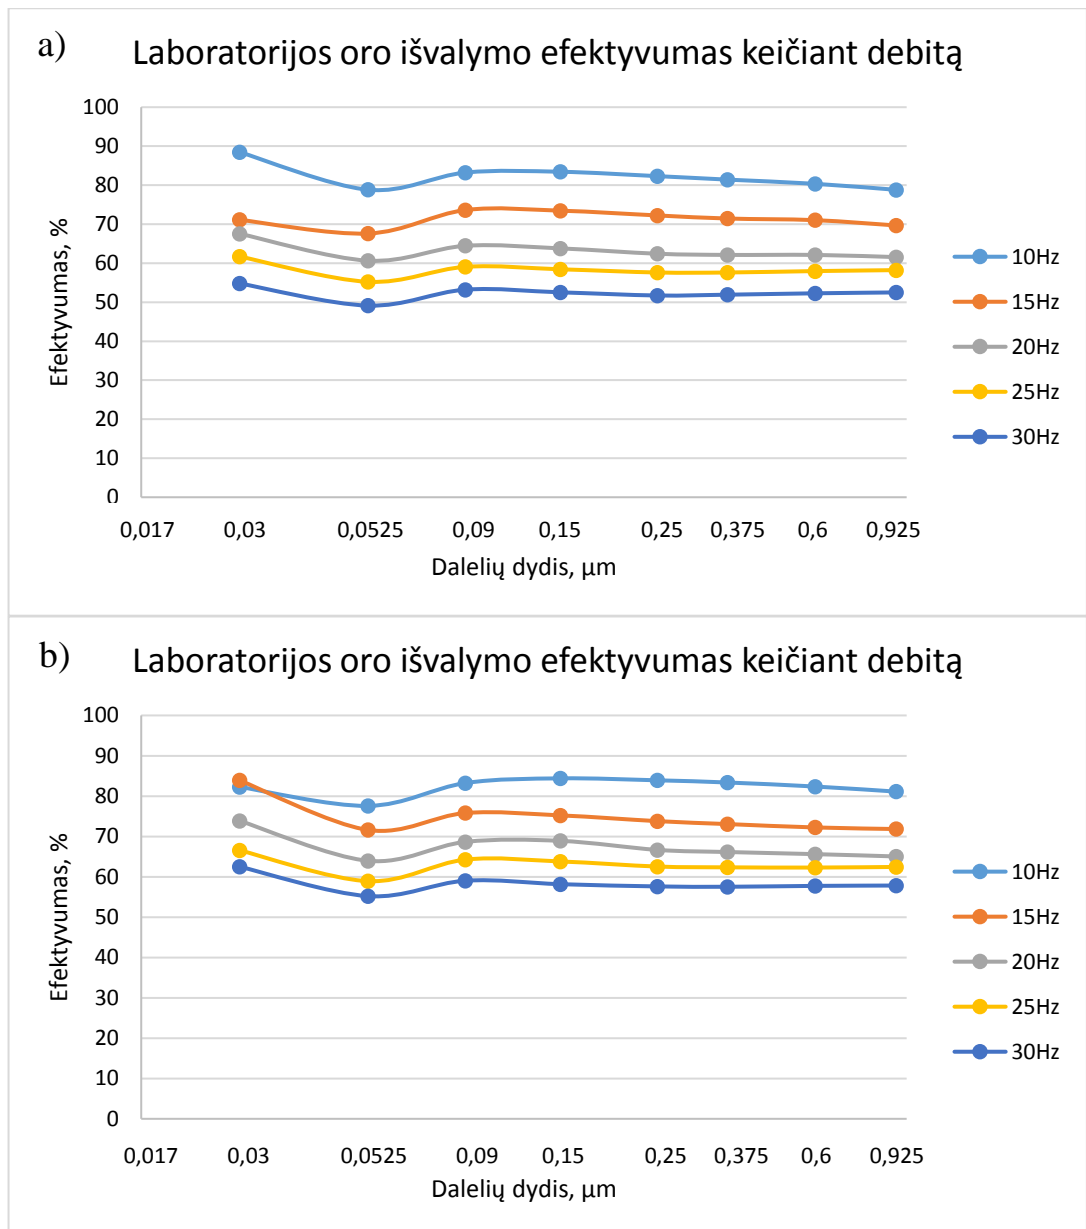 a)
Laboratorijos oro išvalymo efektyvumas keičiant debitą
100
90
80
70
60
50
40
30
20
10
0
Efektyvumas, %
0,017 0,03 0,0525 0,09 0,15 0,25 0,375 0,6 0,925
Dalelių dydis, µm
10Hz
15Hz
20Hz
25Hz
30Hz
b)
Laboratorijos oro išvalymo efektyvumas keičiant debitą
100
90
80
70
60
50
40
30
20
10
0
Efektyvumas, %
0,017 0,03 0,0525 0,09 0,15 0,25 0,375 0,6 0,925
Dalelių dydis, µm
10Hz
15Hz
20Hz
25Hz
30Hz